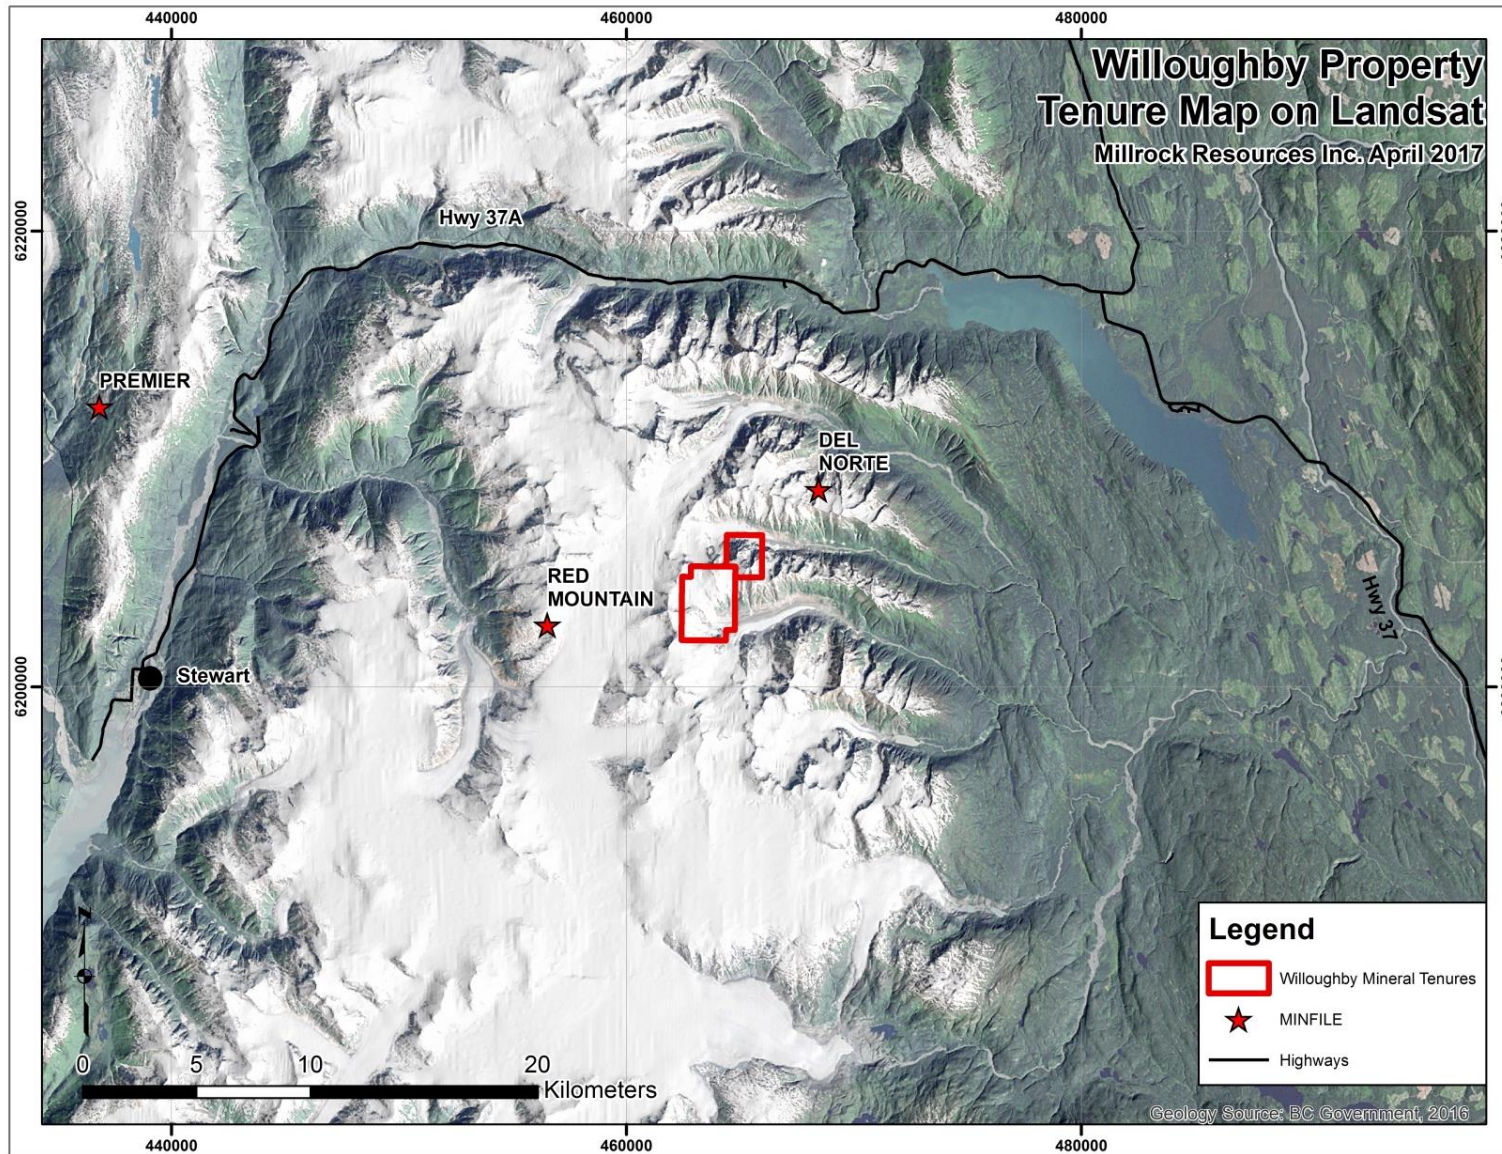 440000
460000
480000
Willoughby Property
Tenure Map on Landsat
Millrock Resources Inc. April 2017
6220000
Hwy 37A
PREMIER
DEL
NORTE
RED
MOUNTAIN
Hwy 37
Stewart
6200000
Legend
Willoughby Mineral Tenures
MINFILE
Highways
0
5
10
20
Kilometers
Geology Source: BC Government, 2016
440000
460000
480000